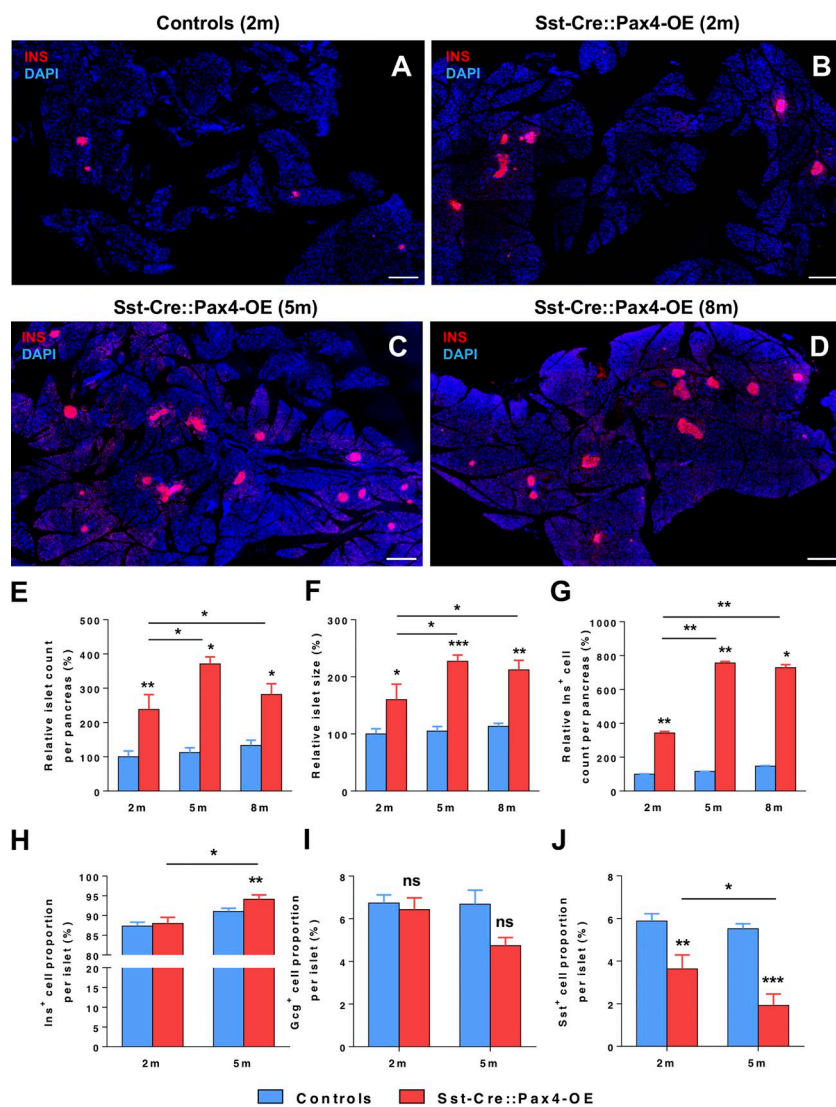 Controls (2m)
Sst-Cre::Pax4-OE (2m)
INS
DAPI
A
INS
DAPI
B
Sst-Cre::Pax4-OE (5m)
Sst-Cre::Pax4-OE (8m)
INS
DAPI
C
INS
DAPI
D
E
Relative islet count
per pancreas (%)
500
400
300
200
100
0
**
*
*
*
*
2m
5m
8m
F
Relative islet size (%)
300
200
100
0
*
***
**
*
*
2m
5m
8m
G
Relative Ins+ cell
count per pancreas (%)
1000
800
600
400
200
0
**
**
*
**
**
2m
5m
8m
H
Ins+ cell proportion
per islet (%)
100
95
90
85
80
20
15
10
5
0
*
**
2m
5m
I
Gcg+ cell proportion
per islet (%)
8
6
4
2
0
ns
ns
2m
5m
J
Sst+ cell proportion
per islet (%)
8
6
4
2
0
**
***
*
2m
5m
Controls
Sst-Cre::Pax4-OE